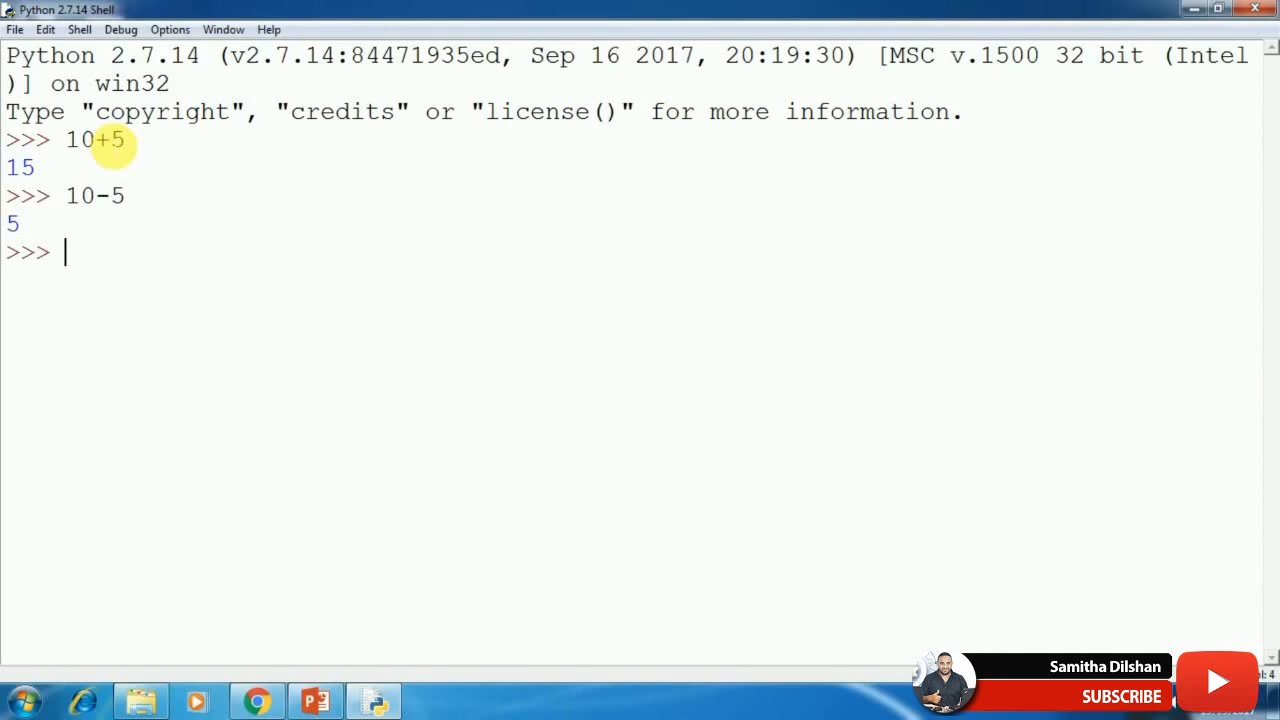 Python 2.7.14 Shell
File Edit Shell Debug Options Window Help
Python 2.7.14 (v2.7.14:84471935ed, Sep 16 2017, 20:19:30) [MSC v.1500 32 bit (Intel
)] on win32
Type "copyright", "credits" or "license()" for more information.
>>> 10+5
15
>>> 10-5
5
>>>
Samitha Dilshan
SUBSCRIBE